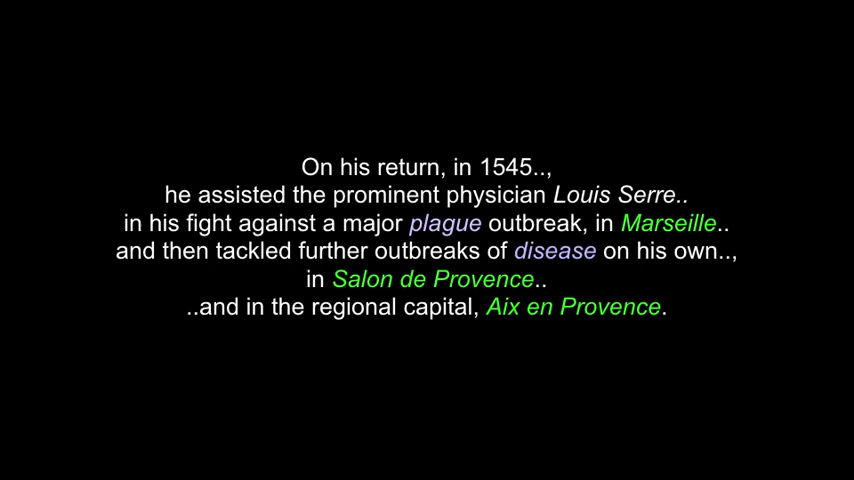 On his return, in 1545..,
he assisted the prominent physician Louis Serre..
in his fight against a major plague outbreak, in Marseille..
and then tackled further outbreaks of disease on his own..,
in Salon de Provence..
..and in the regional capital, Aix en Provence.